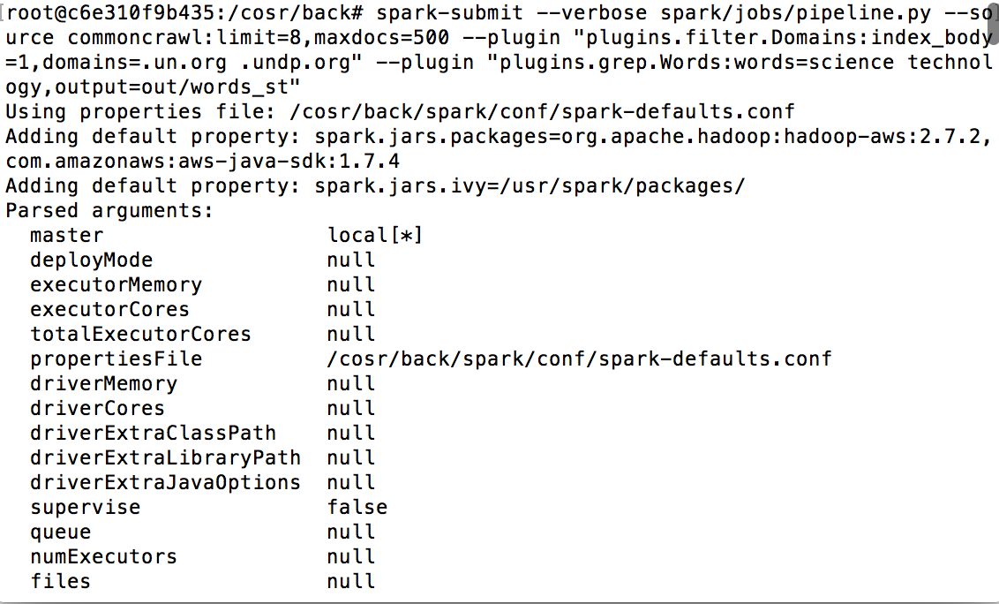 [root@c6e310f9b435:/cosr/back# spark-submit --verbose spark/jobs/pipeline.py --so]
urce commoncrawl:limit=8,maxdocs=500 --plugin "plugins.filter.Domains:index_body
=1,domains=.un.org .undp.org" --plugin "plugins.grep.Words:words=science technol
ogy,output=out/words_st"
Using properties file: /cosr/back/spark/conf/spark-defaults.conf
Adding default property: spark.jars.packages=org.apache.hadoop:hadoop-aws:2.7.2,
com.amazonaws:aws-java-sdk:1.7.4
Adding default property: spark.jars.ivy=/usr/spark/packages/
Parsed arguments:
  master                  local[*]
  deployMode              null
  executorMemory          null
  executorCores           null
  totalExecutorCores      null
  propertiesFile          /cosr/back/spark/conf/spark-defaults.conf
  driverMemory            null
  driverCores             null
  driverExtraClassPath    null
  driverExtraLibraryPath  null
  driverExtraJavaOptions  null
  supervise               false
  queue                   null
  numExecutors            null
  files                   null